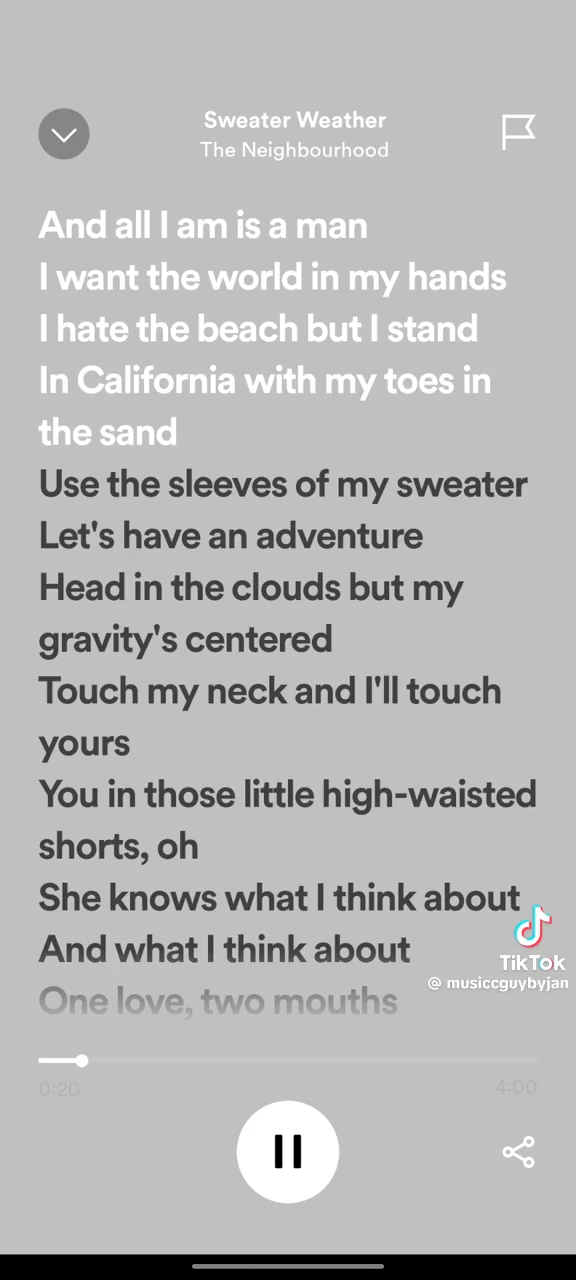 Sweater Weather
The Neighbourhood
And all I am is a man
I want the world in my hands
I hate the beach but I stand
In California with my toes in
the sand
Use the sleeves of my sweater
Let's have an adventure
Head in the clouds but my
gravity's centered
Touch my neck and I'll touch
yours
You in those little high-waisted
shorts, oh
She knows what I think about
And what I think about
One love, two mouths
TikTok
@ musiccguybyjan
0:20
4:00